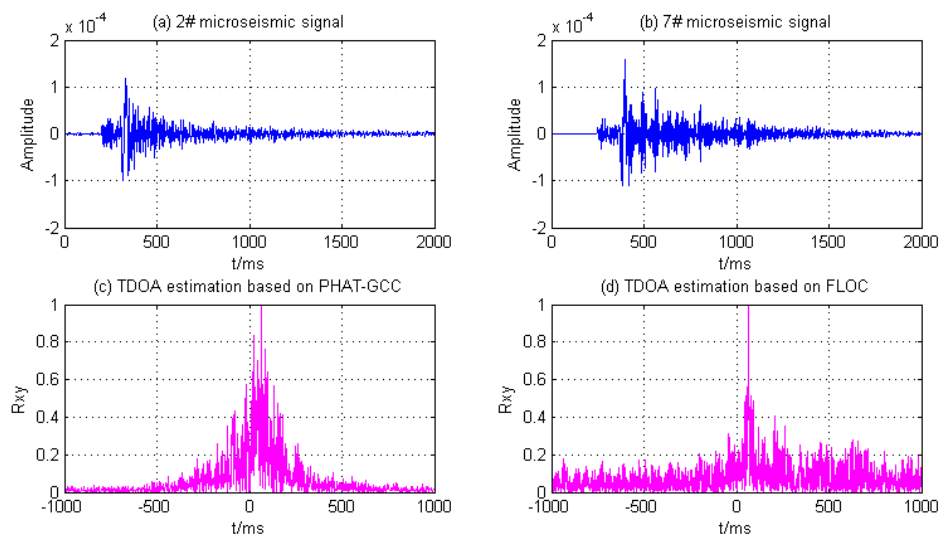 (a) 2# microseismic signal
x 10^-4
Amplitude
2
1
0
-1
-2
0 500 1000 1500 2000
t/ms
(b) 7# microseismic signal
x 10^-4
Amplitude
2
1
0
-1
-2
0 500 1000 1500 2000
t/ms
(c) TDOA estimation based on PHAT-GCC
Rxy
1
0.8
0.6
0.4
0.2
0
-1000 -500 0 500 1000
t/ms
(d) TDOA estimation based on FLOC
Rxy
1
0.8
0.6
0.4
0.2
0
-1000 -500 0 500 1000
t/ms